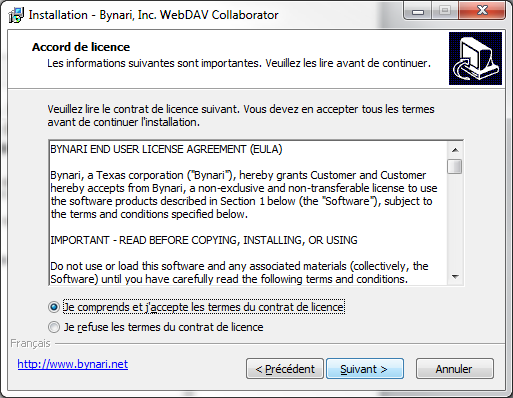 Installation - Bynari, Inc. WebDAV Collaborator
Accord de licence
Les informations suivantes sont importantes. Veuillez les lire avant de continuer.
Veuillez lire le contrat de licence suivant. Vous devez en accepter tous les termes
avant de continuer l'installation.
BYNARI END USER LICENSE AGREEMENT (EULA)
Bynari, a Texas corporation ("Bynari"), hereby grants Customer and Customer
hereby accepts from Bynari, a non-exclusive and non-transferable license to use
the software products described in Section 1 below (the "Software"), subject to
the terms and conditions specified below.
IMPORTANT - READ BEFORE COPYING, INSTALLING, OR USING
Do not use or load this software and any associated materials (collectively, the
Software) until you have carefully read the following terms and conditions.
Je comprends et j'accepte les termes du contrat de licence
Je refuse les termes du contrat de licence
Français
http://www.bynari.net
< Précédent
Suivant >
Annuler